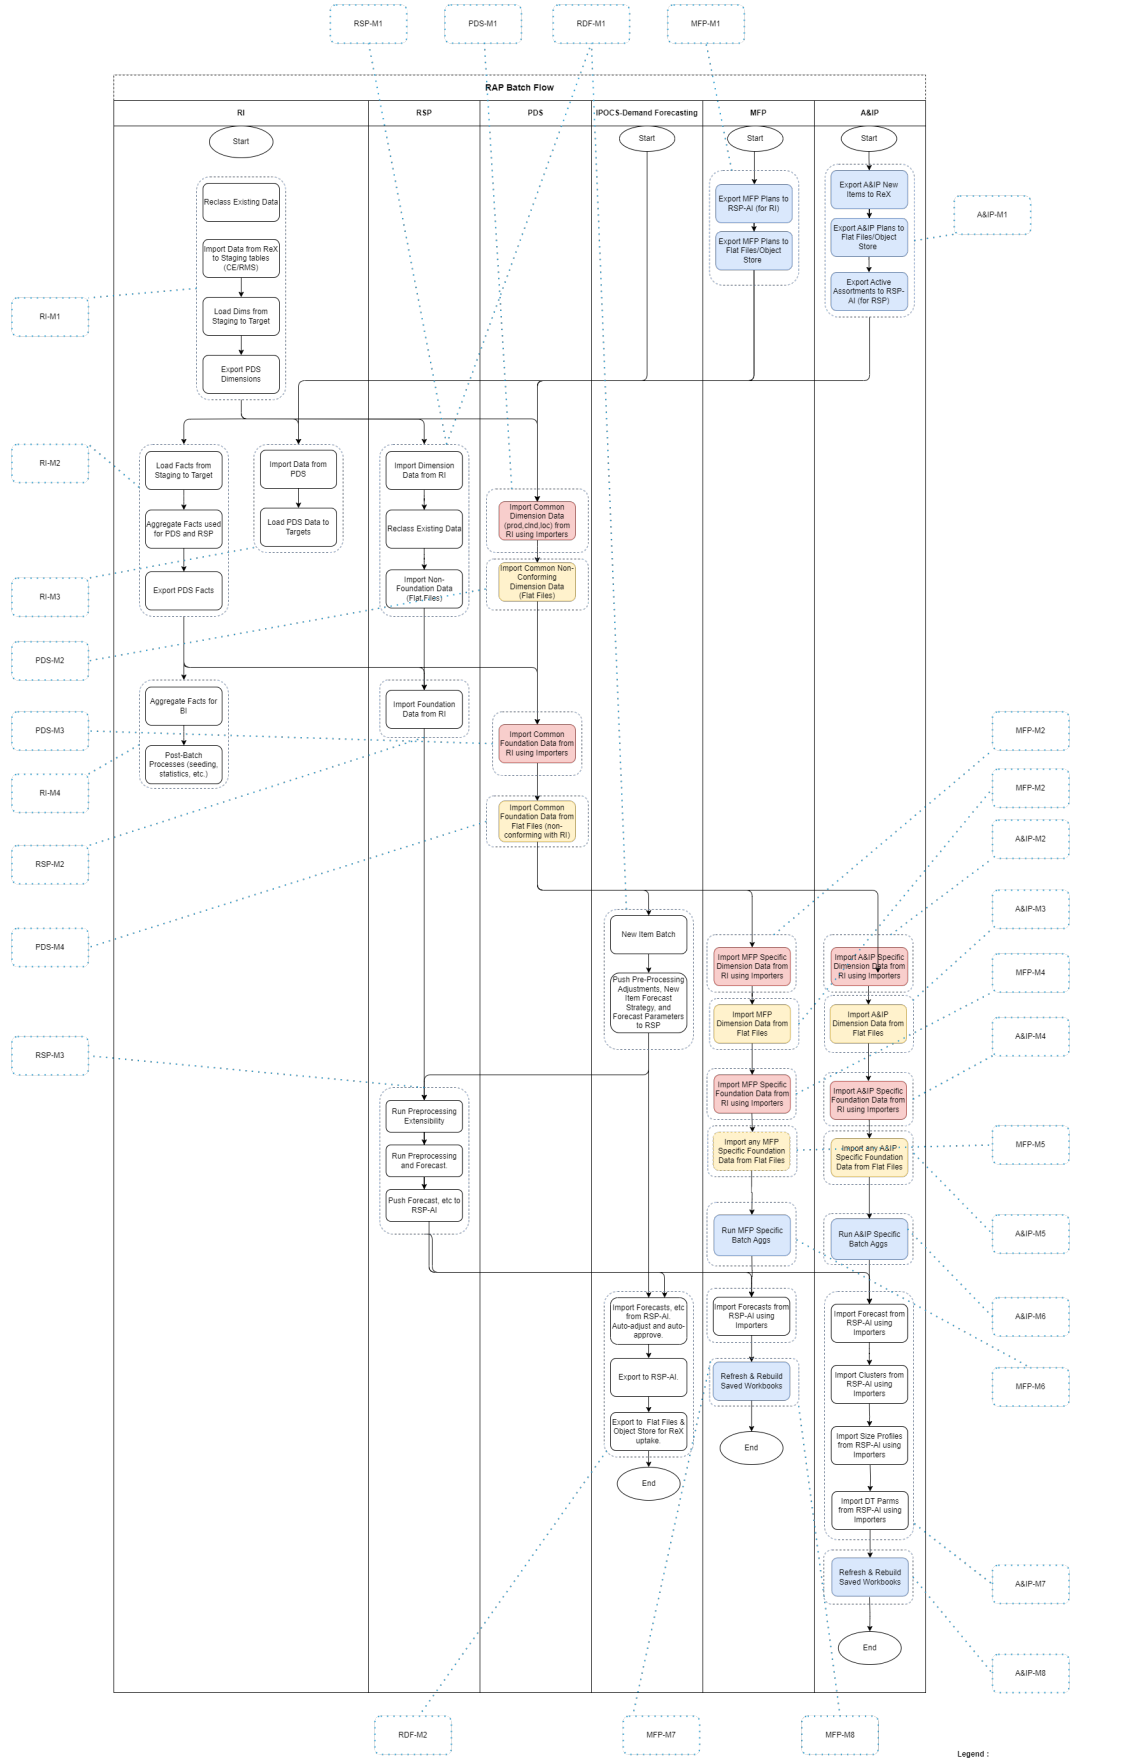 RSP-M1
PDS-M1
RDF-M1
MFP-M1
RAP Batch Flow
RI
RSP
PDS
IPOCS-Demand Forecasting
MFP
A&IP
Start
Start
Start
Start
Reclass Existing Data
Export MFP Plans to
RSP-AI (for RI)
Export A&IP New
Items to ReX
A&IP-M1
Import Data from ReX
to Staging tables
(CE/RMS)
Export MFP Plans to
Flat Files/Object
Store
Export A&IP Plans to
Flat Files/Object
Store
RI-M1
Load Dims from
Staging to Target
Export Active
Assortments to RSP-
AI (for RSP)
Export PDS
Dimensions
RI-M2
Load Facts from
Staging to Target
Import Data from
PDS
Import Dimension
Data from RI
Aggregate Facts used
for PDS and RSP
Load PDS Data to
Targets
Reclass Existing Data
Import Common
Dimension Data
(prod,clnd,loc) from
RI using Importers
RI-M3
Export PDS Facts
Import Non-
Foundation Data
(Flat Files)
Import Common Non-
Conforming
Dimension Data
(Flat Files)
PDS-M2
Aggregate Facts for
BI
Import Foundation
Data from RI
PDS-M3
Import Common
Foundation Data from
RI using Importers
MFP-M2
Post-Batch
Processes (seeding,
statistics, etc.)
RI-M4
MFP-M2
RSP-M2
Import Common
Foundation Data from
Flat Files (non-
conforming with RI)
A&IP-M2
A&IP-M3
PDS-M4
New Item Batch
Import MFP Specific
Dimension Data from
RI using Importers
Import A&IP Specific
Dimension Data from
RI using Importers
MFP-M4
Push Pre-Processing
Adjustments, New
Item Forecast
Strategy, and
Forecast Parameters
to RSP
Import MFP
Dimension Data from
Flat Files
Import A&IP
Dimension Data from
Flat Files
A&IP-M4
RSP-M3
Import MFP Specific
Foundation Data from
RI using Importers
Import A&IP Specific
Foundation Data from
RI using Importers
Run Preprocessing
Extensibility
MFP-M5
Run Preprocessing
and Forecast
Import any MFP
Specific Foundation
Data from Flat Files
Import any A&IP
Specific Foundation
Data from Flat Files
Push Forecast, etc to
RSP-AI
Run MFP Specific
Batch Aggs
Run A&IP Specific
Batch Aggs
A&IP-M5
Import Forecasts, etc
from RSP-AI.
Auto-adjust and auto-
approve.
Import Forecasts from
RSP-AI using
Importers
Import Forecast from
RSP-AI using
Importers
A&IP-M6
Export to RSP-AI.
Refresh & Rebuild
Saved Workbooks
Import Clusters from
RSP-AI using
Importers
MFP-M6
Export to Flat Files &
Object Store for ReX
uptake.
End
Import Size Profiles
from RSP-AI using
Importers
End
Import DT Parms
from RSP-AI using
Importers
Refresh & Rebuild
Saved Workbooks
A&IP-M7
End
A&IP-M8
RDF-M2
MFP-M7
MFP-M8
Legend :